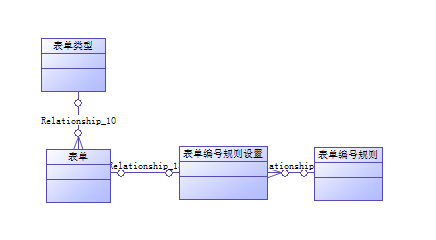 表单类型
Relationship_10
表单
Relationship_1
表单编号规则设置
ationship
表单编号规则